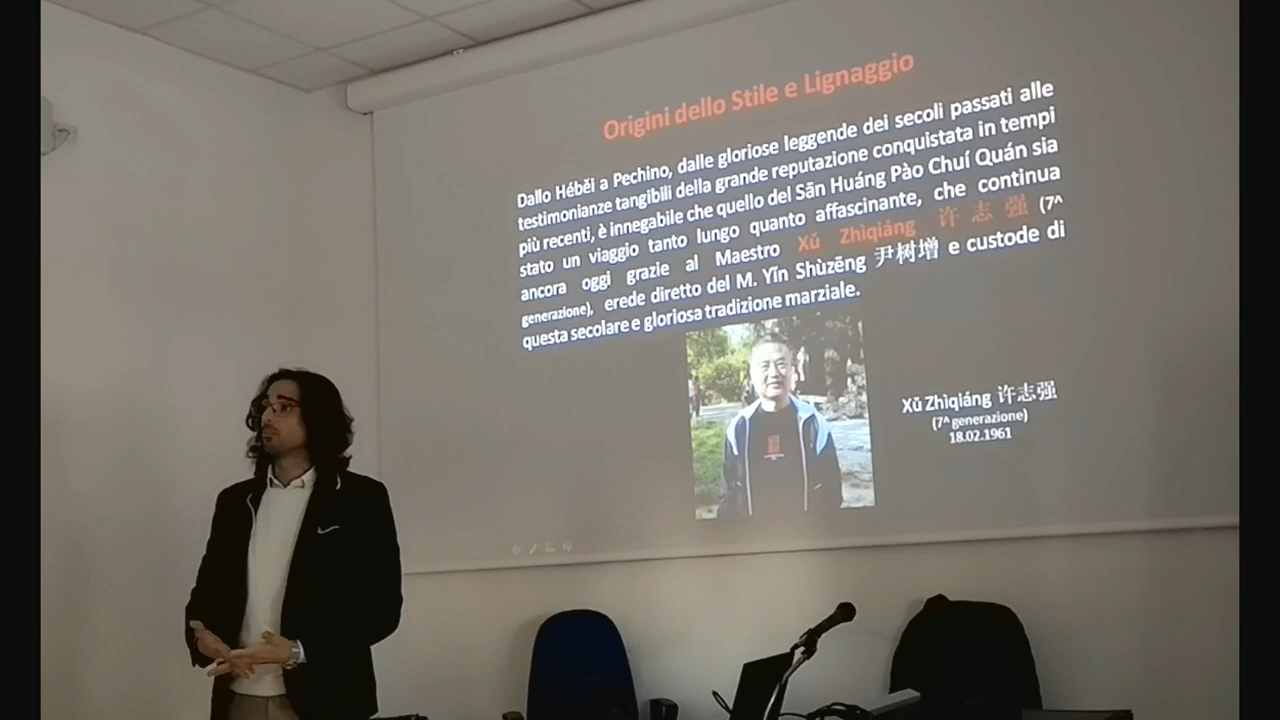 Origini dello Stile e Lignaggio
Dallo Héběi a Pechino, dalle gloriose leggende dei secoli passati alle
testimonianze tangibili della grande reputazione conquistata in tempi
più recenti, è innegabile che quello del Sān Huáng Pào Chuí Quán sia
stato un viaggio tanto lungo quanto affascinante, che continua
ancora oggi grazie al Maestro Xǔ Zhìqiáng 许志强 (7^
generazione), erede diretto del M. Yǐn Shùzēng 尹树增 e custode di
questa secolare e gloriosa tradizione marziale.
Xǔ Zhìqiáng 许志强
(7^ generazione)
18.02.1961